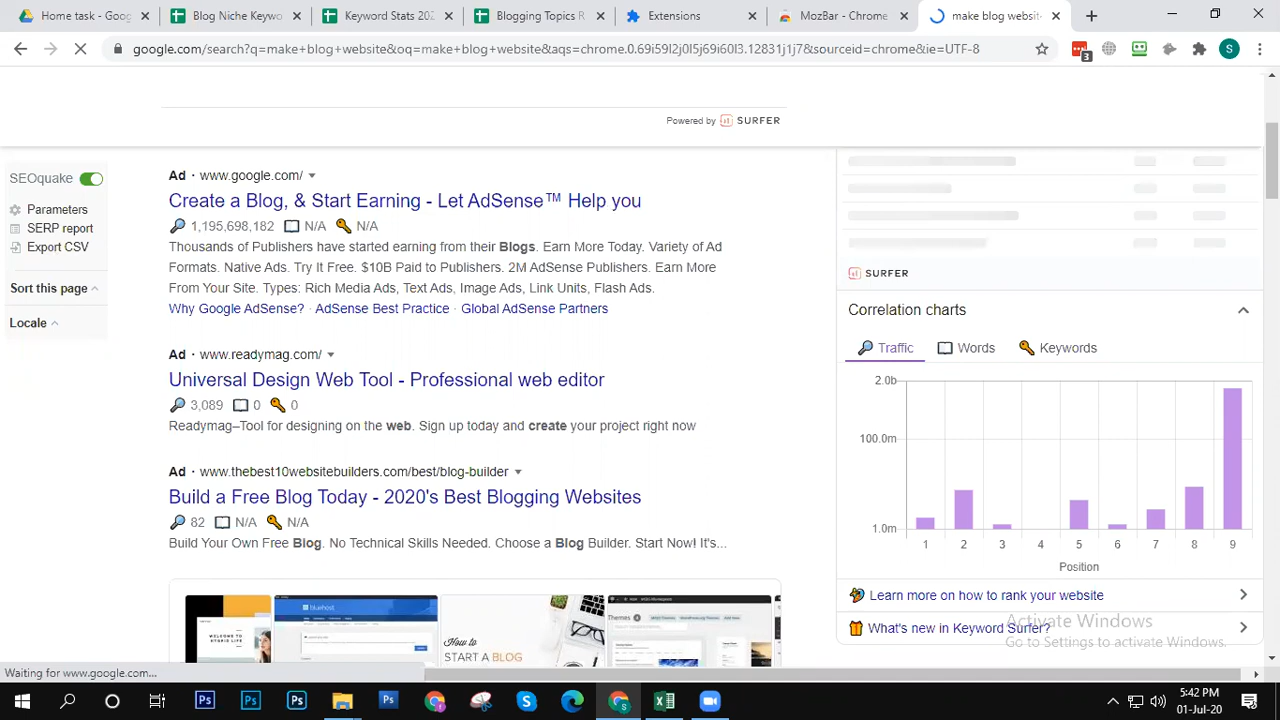 Home task - G
Blog Niche Keywo
Keyword Stats 202
Blogging Topics R
Extensions
MozBar - Chrome
make blog websit
google.com/search?q=make+blog+website&oq=make+blog+website&aqs=chrome.0.69i59l2j0l5j69i60l3.12831j1j7&sourceid=chrome&ie=UTF-8
3
S
Powered by SURFER
SEOquake
Parameters
SERP report
Export CSV
Sort this page
Locale
Ad · www.google.com/
Create a Blog, & Start Earning - Let AdSense™ Help you
1,195,698,182 N/A N/A
Thousands of Publishers have started earning from their Blogs. Earn More Today. Variety of Ad
Formats. Native Ads. Try It Free. $10B Paid to Publishers. 2M AdSense Publishers. Earn More
From Your Site. Types: Rich Media Ads, Text Ads, Image Ads, Link Units, Flash Ads.
Why Google AdSense? · AdSense Best Practice · Global AdSense Partners
Ad · www.readymag.com/
Universal Design Web Tool - Professional web editor
3,089 0 0
Readymag–Tool for designing on the web. Sign up today and create your project right now
Ad · www.thebest10websitebuilders.com/best/blog-builder
Build a Free Blog Today - 2020's Best Blogging Websites
82 N/A N/A
Build Your Own Free Blog. No Technical Skills Needed. Choose a Blog Builder. Start Now! It's...
WELCOME TO
bluehost
How to
START A BLOG
Themes
SURFER
Correlation charts
Traffic
Words
Keywords
2.0b
100.0m
1.0m
1 2 3 4 5 6 7 8 9
Position
Learn more on how to rank your website
What's new in Keyword Surfer?
Activate Windows
Go to Settings to activate Windows.
Waiting for www.google.com...
5:42 PM
01-Jul-20